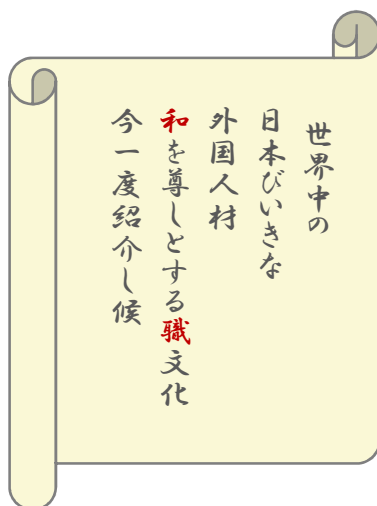 世界中の
日本びいきな
外国人材
和を尊しとする職文化
今一度紹介し候